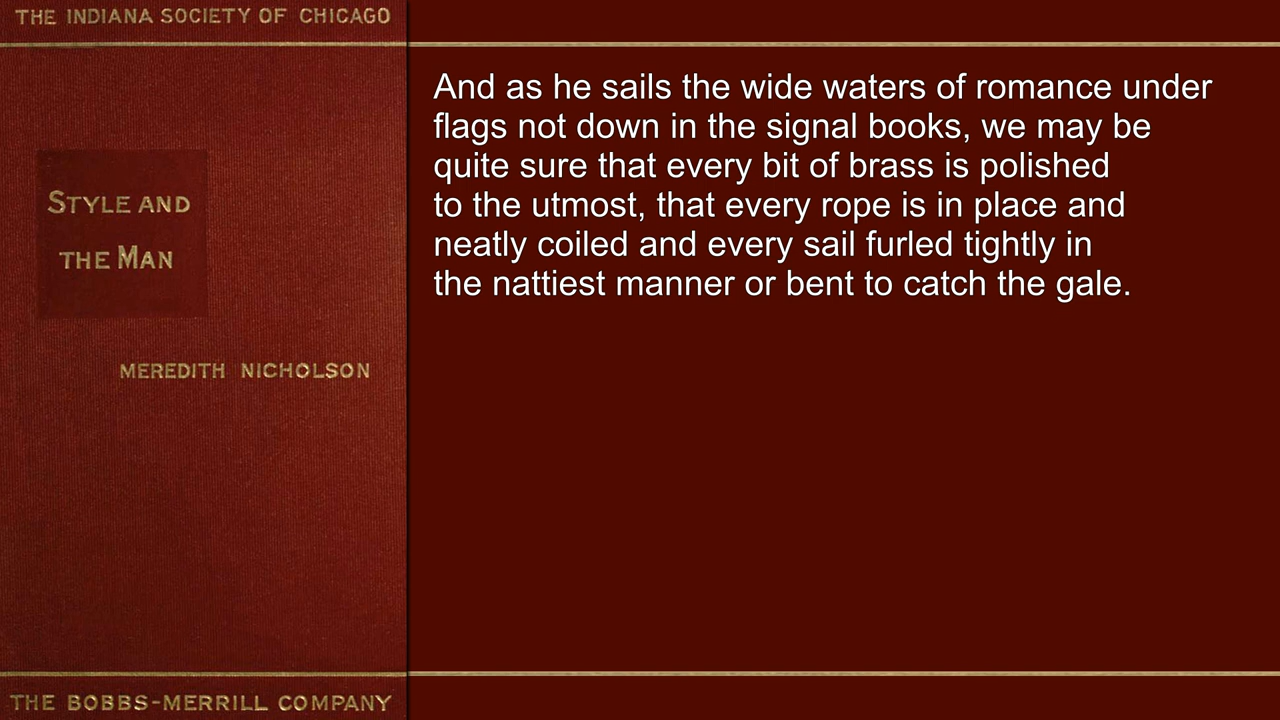 THE INDIANA SOCIETY OF CHICAGO
STYLE AND
THE MAN
MEREDITH NICHOLSON
THE BOBBS-MERRILL COMPANY
And as he sails the wide waters of romance under
flags not down in the signal books, we may be
quite sure that every bit of brass is polished
to the utmost, that every rope is in place and
neatly coiled and every sail furled tightly in
the nattiest manner or bent to catch the gale.